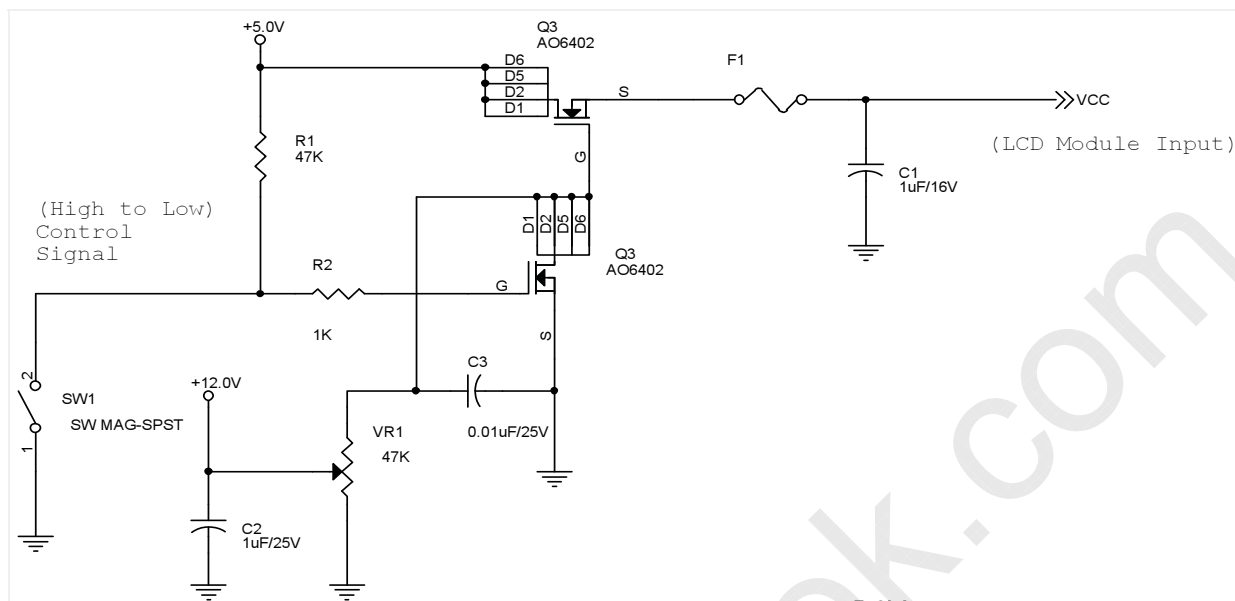 +5.0V
Q3
AO6402
D6
D5
D2
D1
S
G
F1
VCC
(LCD Module Input)
R1
47K
C1
1uF/16V
(High to Low)
Control
Signal
D1
D2
D5
D6
Q3
AO6402
R2
1K
G
S
C3
0.01uF/25V
+12.0V
2
SW1
SW MAG-SPST
1
VR1
47K
C2
1uF/25V
ok.com